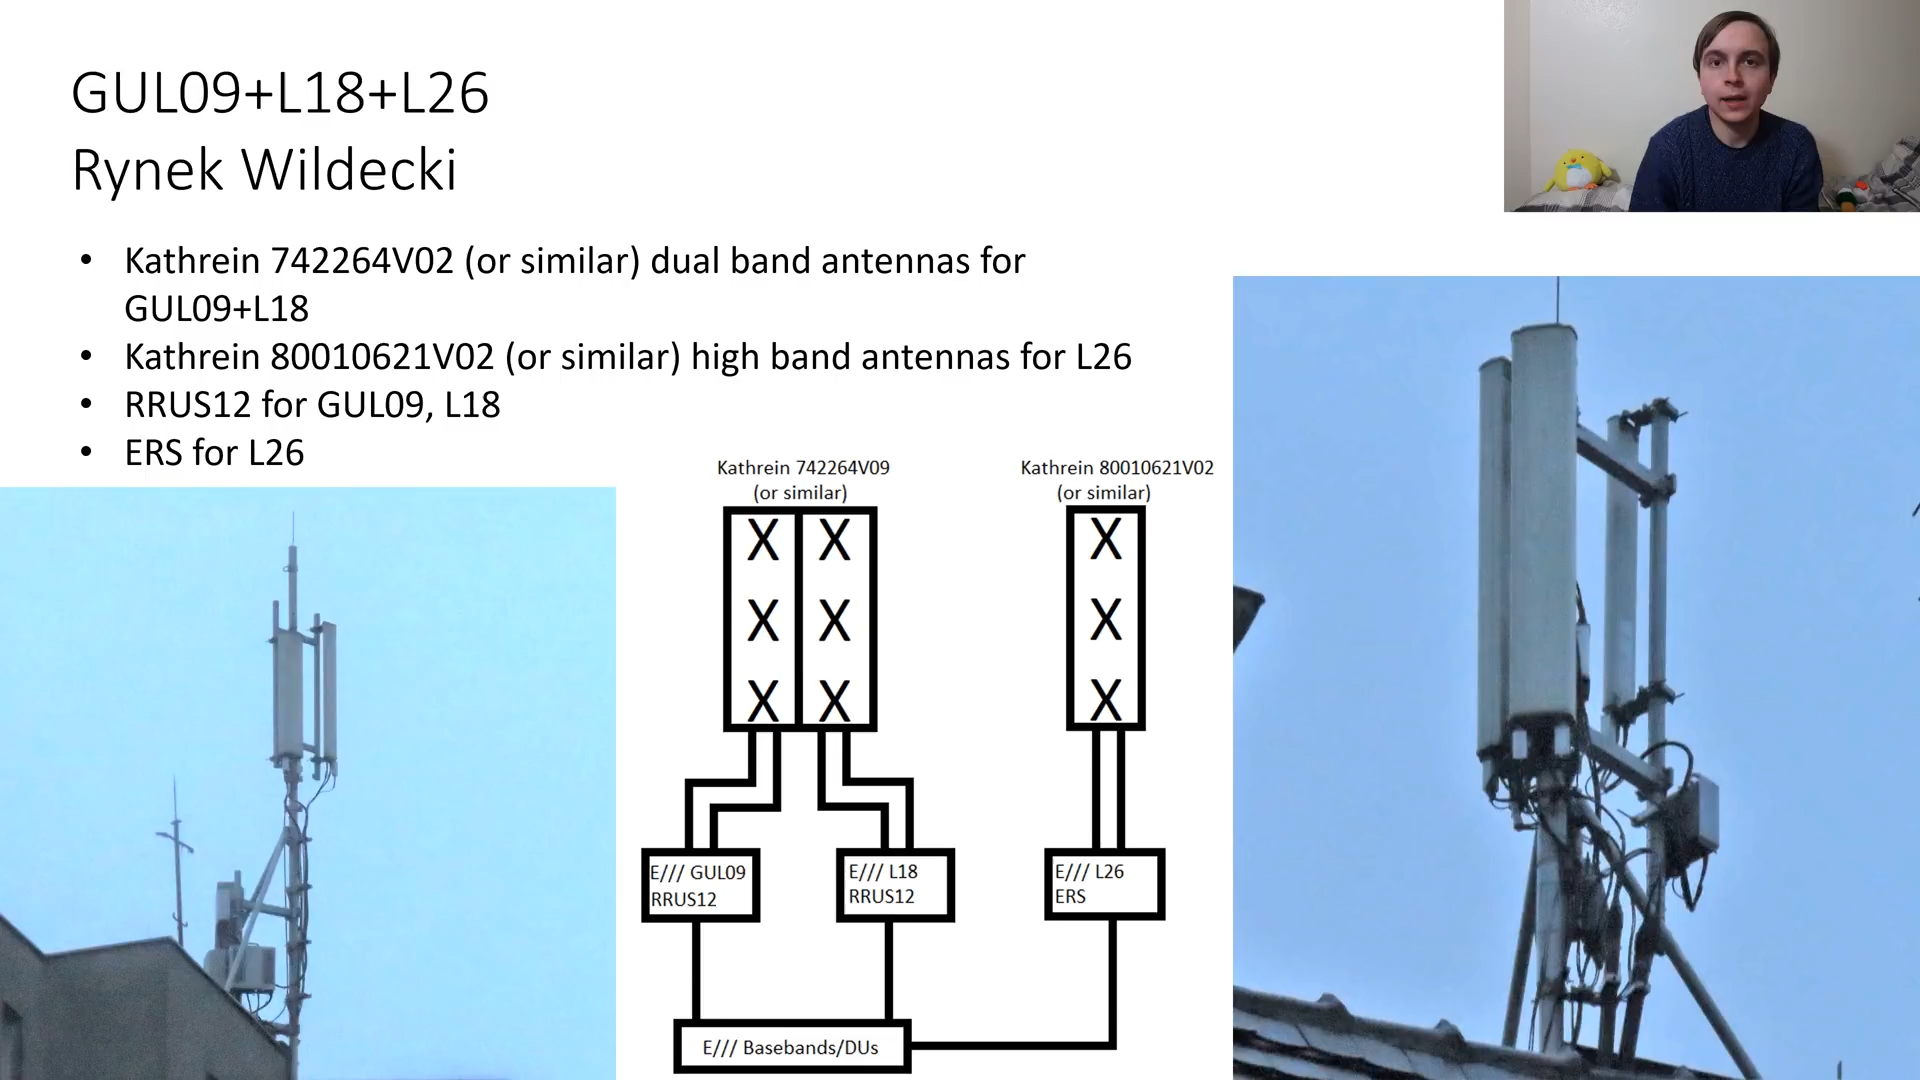 GUL09+L18+L26
Rynek Wildecki
• Kathrein 742264V02 (or similar) dual band antennas for
GUL09+L18
• Kathrein 80010621V02 (or similar) high band antennas for L26
• RRUS12 for GUL09, L18
• ERS for L26
Kathrein 742264V09
(or similar)
Kathrein 80010621V02
(or similar)
X X
X X
X X
X
X
X
E/// GUL09
RRUS12
E/// L18
RRUS12
E/// L26
ERS
E/// Basebands/DUs